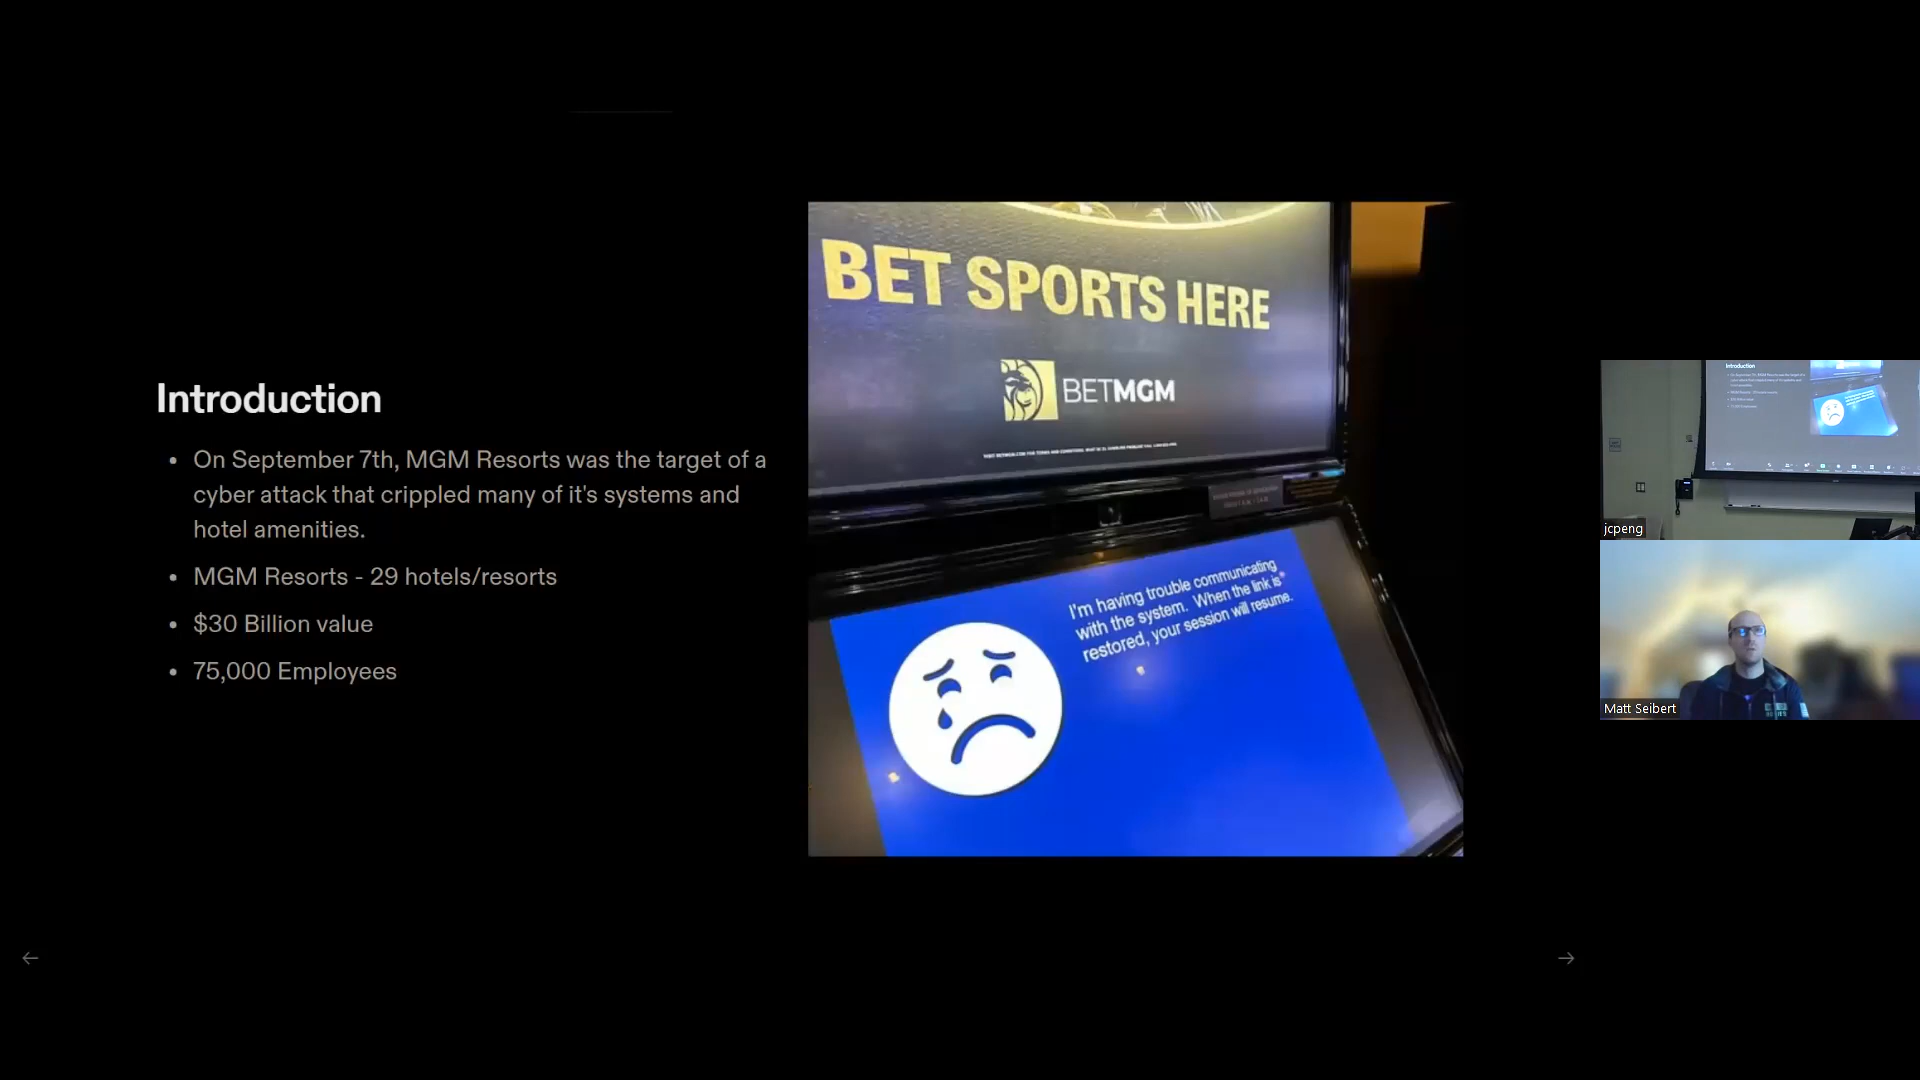 Introduction
On September 7th, MGM Resorts was the target of a
cyber attack that crippled many of it's systems and
hotel amenities.
MGM Resorts - 29 hotels/resorts
$30 Billion value
75,000 Employees
BET SPORTS HERE
BETMGM
I'm having trouble communicating
with the system. When the link is
restored, your session will resume.
Introduction
jcpeng
Matt Seibert